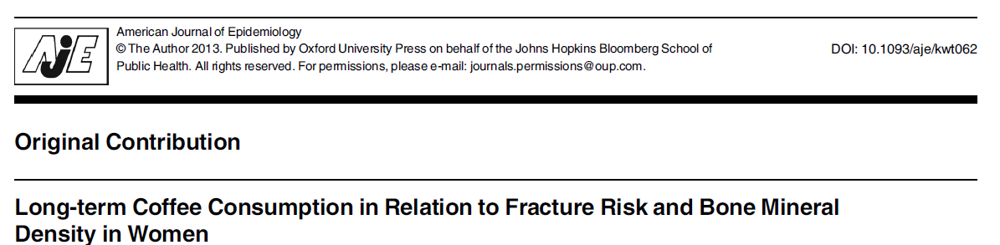 AJE
American Journal of Epidemiology
© The Author 2013. Published by Oxford University Press on behalf of the Johns Hopkins Bloomberg School of
Public Health. All rights reserved. For permissions, please e-mail: journals.permissions@oup.com.
DOI: 10.1093/aje/kwt062
Original Contribution
Long-term Coffee Consumption in Relation to Fracture Risk and Bone Mineral
Density in Women